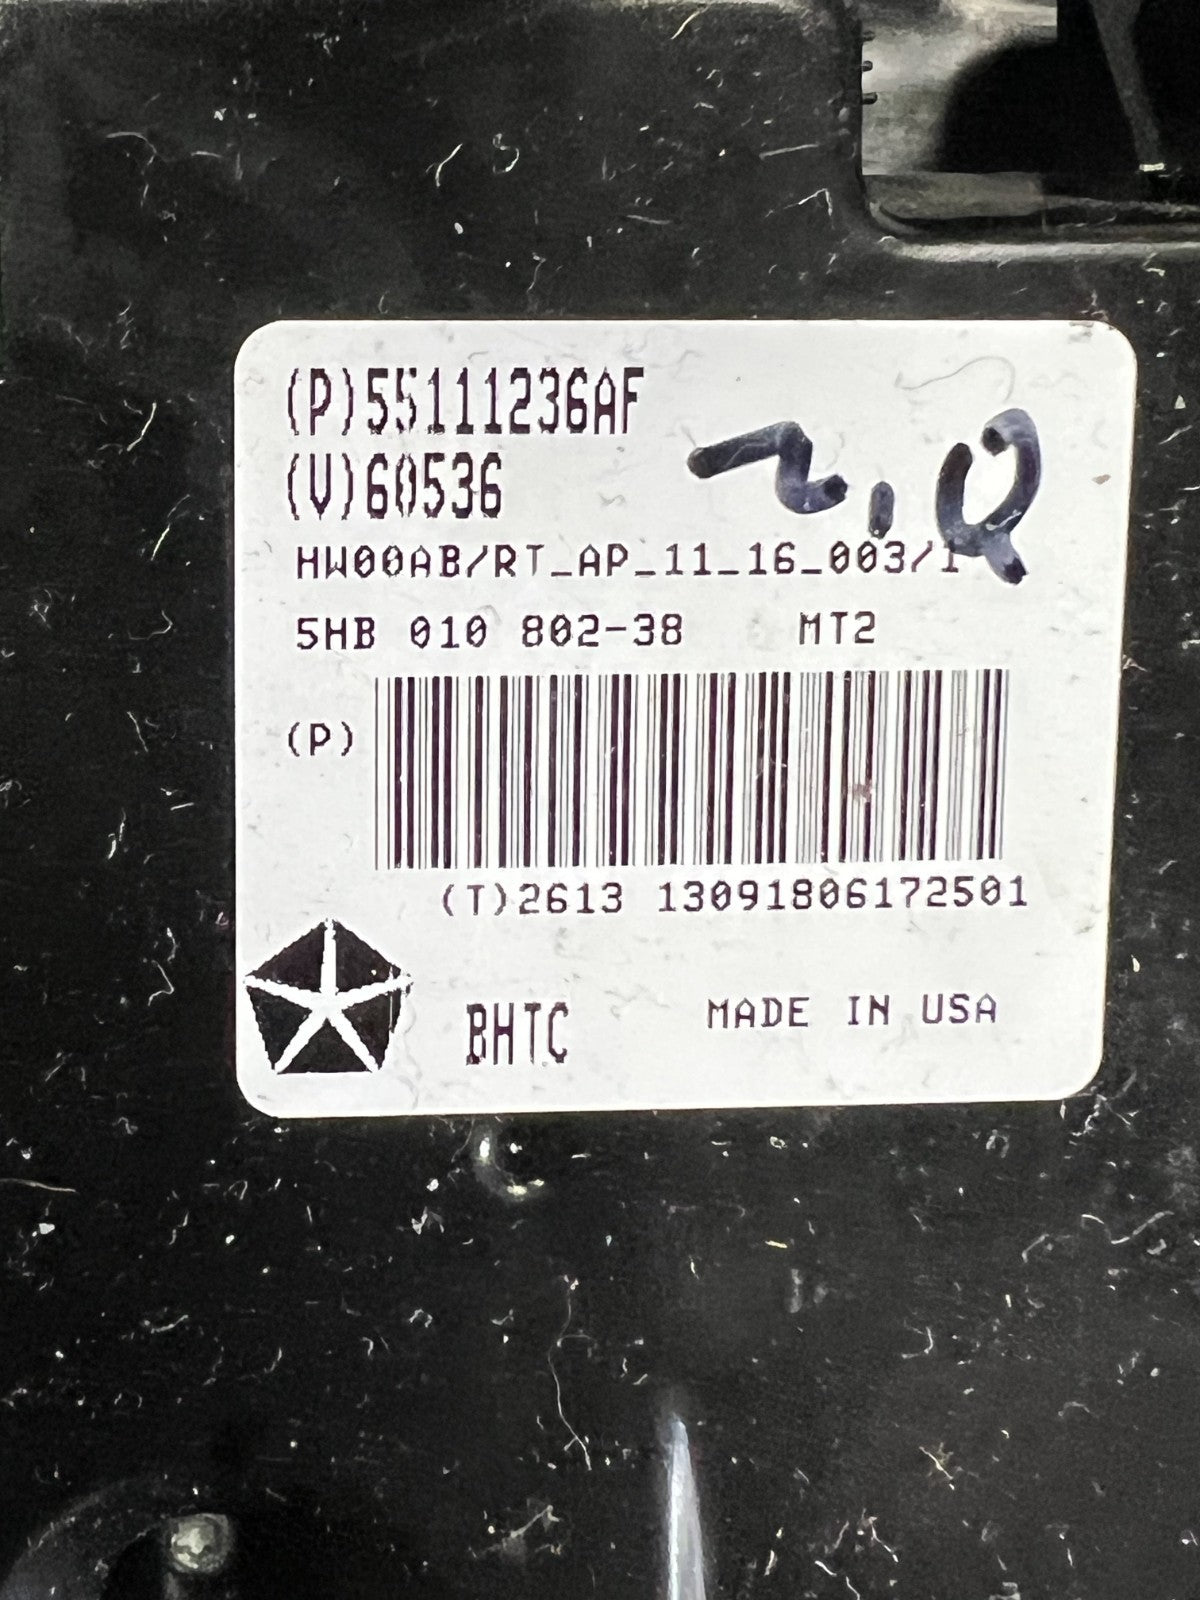 (P)55111236AF
(V)60536
HW00AB/RT_AP_11_16_003/1
5HB 010 802-38 MT2
(P)
(T)2613 13091806172501
BHTC
MADE IN USA